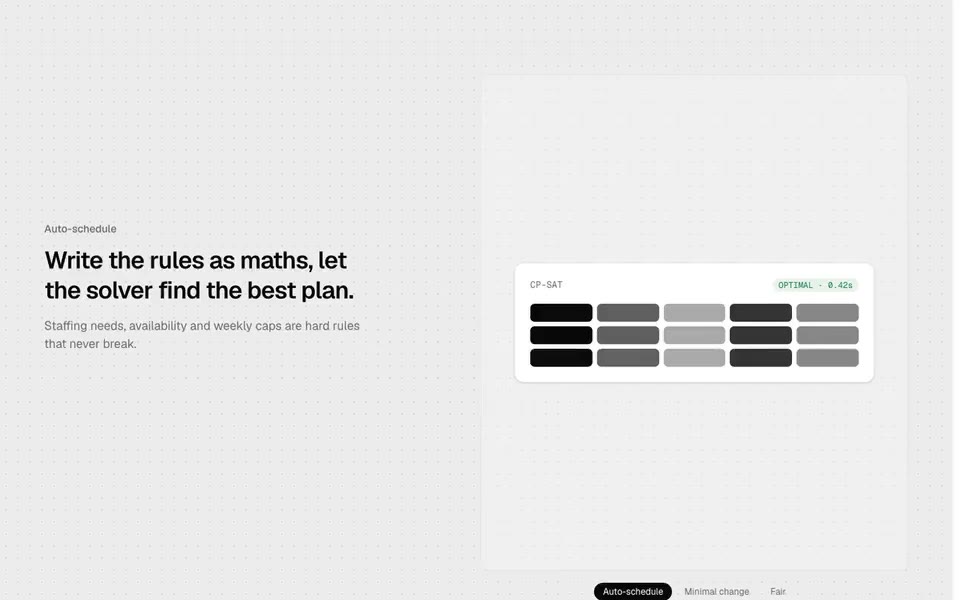 Auto-schedule
Write the rules as maths, let
the solver find the best plan.
Staffing needs, availability and weekly caps are hard rules
that never break.
CP-SAT
OPTIMAL · 0.42s
Auto-schedule
Minimal change
Fair